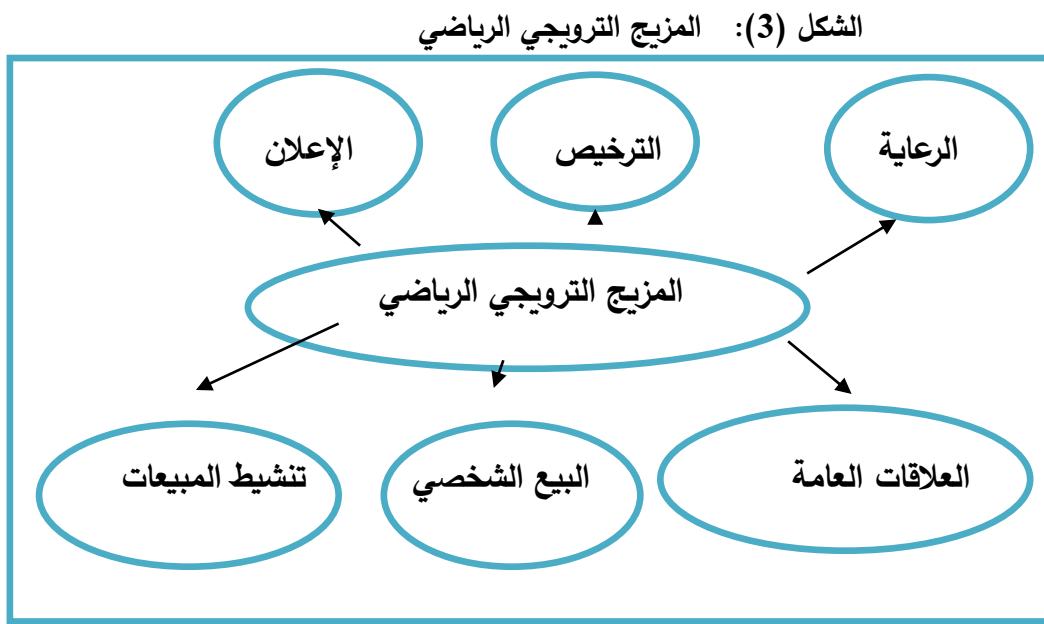 الشكل (3): المزيج الترويجي الرياضي
الرعاية
الترخيص
الإعلان
المزيج الترويجي الرياضي
العلاقات العامة
البيع الشخصي
تنشيط المبيعات